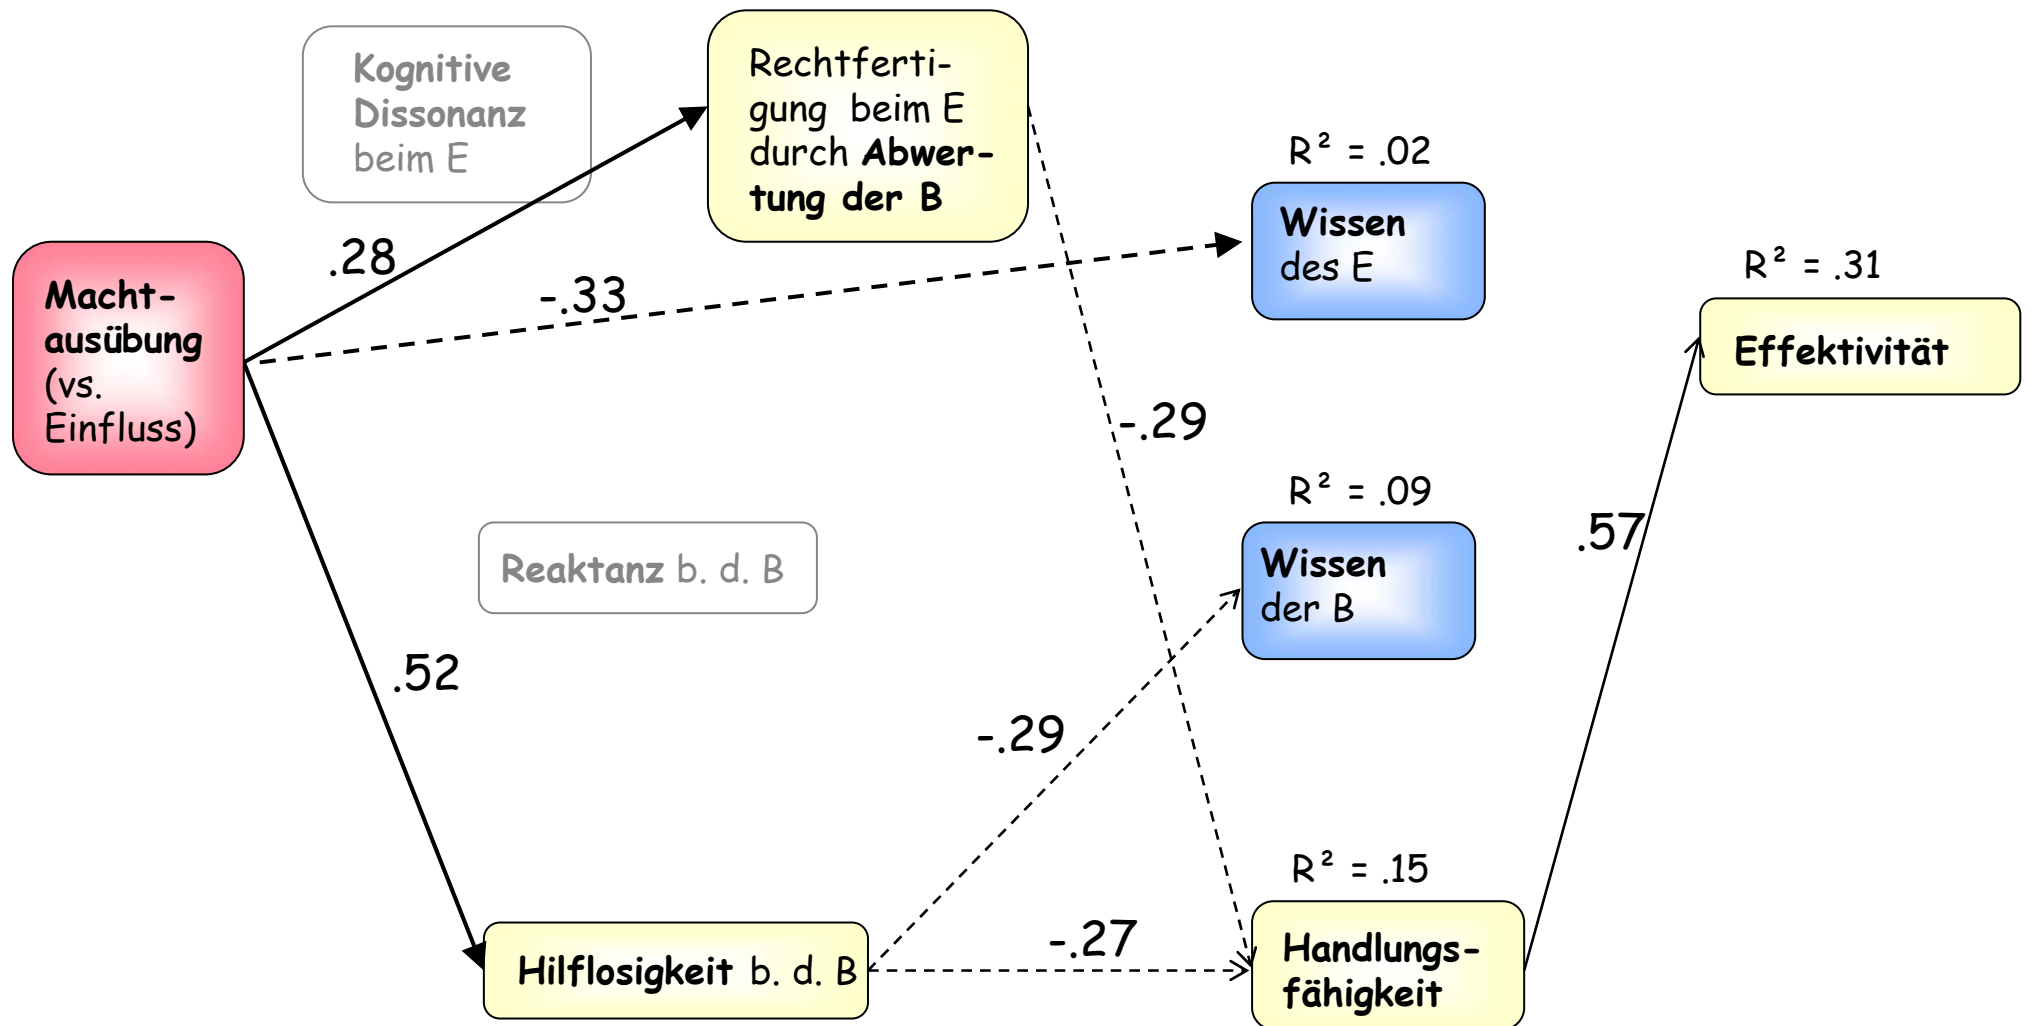 Kognitive
Dissonanz
beim E
Rechtferti-
gung beim E
durch Abwer-
tung der B
R² = .02
Wissen
des E
R² = .31
Effektivität
.28
-.33
Macht-
ausübung
(vs.
Einfluss)
-.29
R² = .09
Wissen
der B
.57
Reaktanz b. d. B
.52
-.29
R² = .15
-.27
Handlungs-
fähigkeit
Hilflosigkeit b. d. B